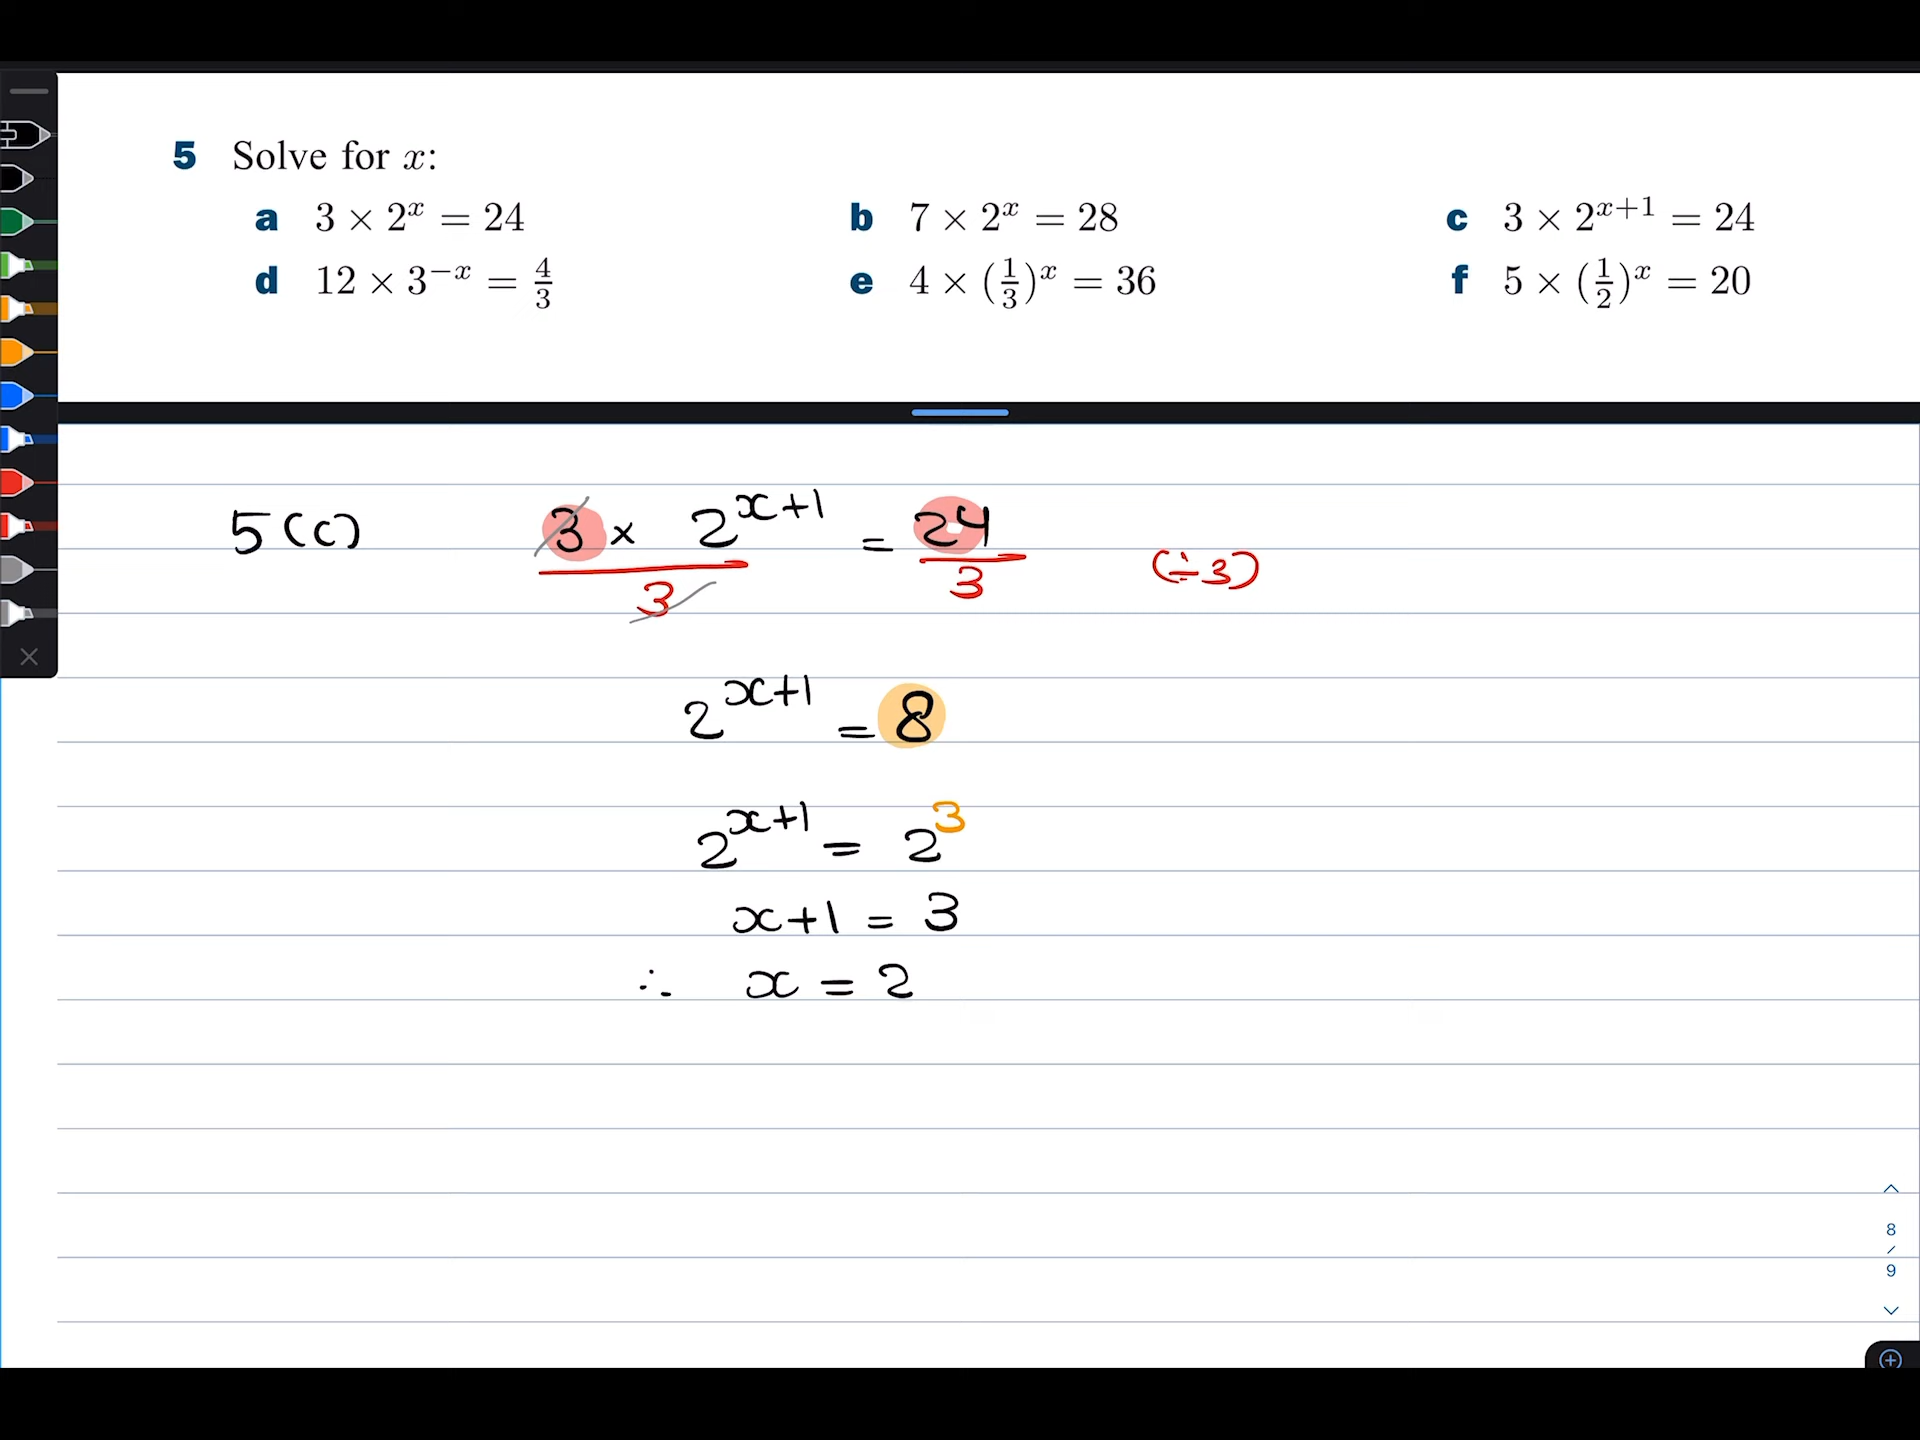 5 Solve for x:
a 3 × 2^x = 24 b 7 × 2^x = 28 c 3 × 2^{x+1} = 24
d 12 × 3^{−x} = 4/3 e 4 × (1/3)^x = 36 f 5 × (1/2)^x = 20
5 (c) 3 × 2^{x+1} = 24
3 3 (÷3)
2^{x+1} = 8
2^{x+1} = 2^3
x+1 = 3
∴ x = 2
8
/
9